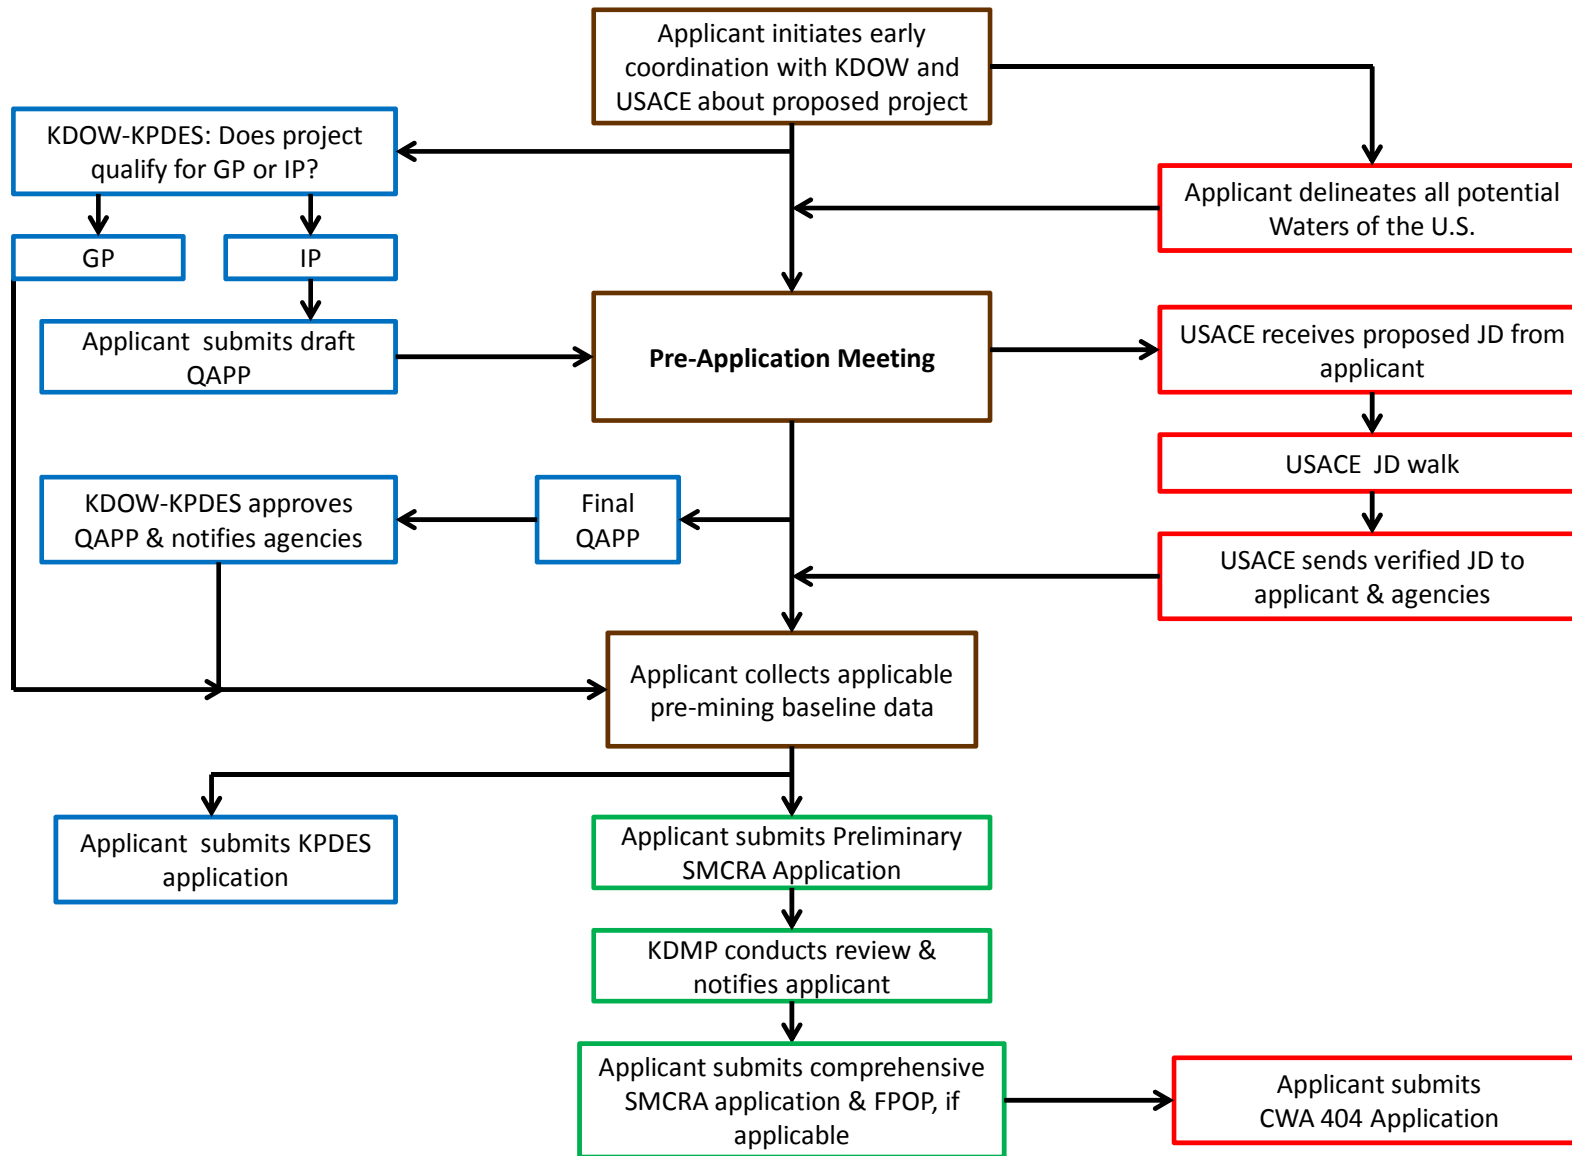 Applicant initiates early
coordination with KDOW and
USACE about proposed project
KDOW-KPDES: Does project
qualify for GP or IP?
Applicant delineates all potential
Waters of the U.S.
GP
IP
Applicant submits draft
QAPP
Pre-Application Meeting
USACE receives proposed JD from
applicant
USACE JD walk
KDOW-KPDES approves
QAPP & notifies agencies
Final
QAPP
USACE sends verified JD to
applicant & agencies
Applicant collects applicable
pre-mining baseline data
Applicant submits KPDES
application
Applicant submits Preliminary
SMCRA Application
KDMP conducts review &
notifies applicant
Applicant submits comprehensive
SMCRA application & FPOP, if
applicable
Applicant submits
CWA 404 Application